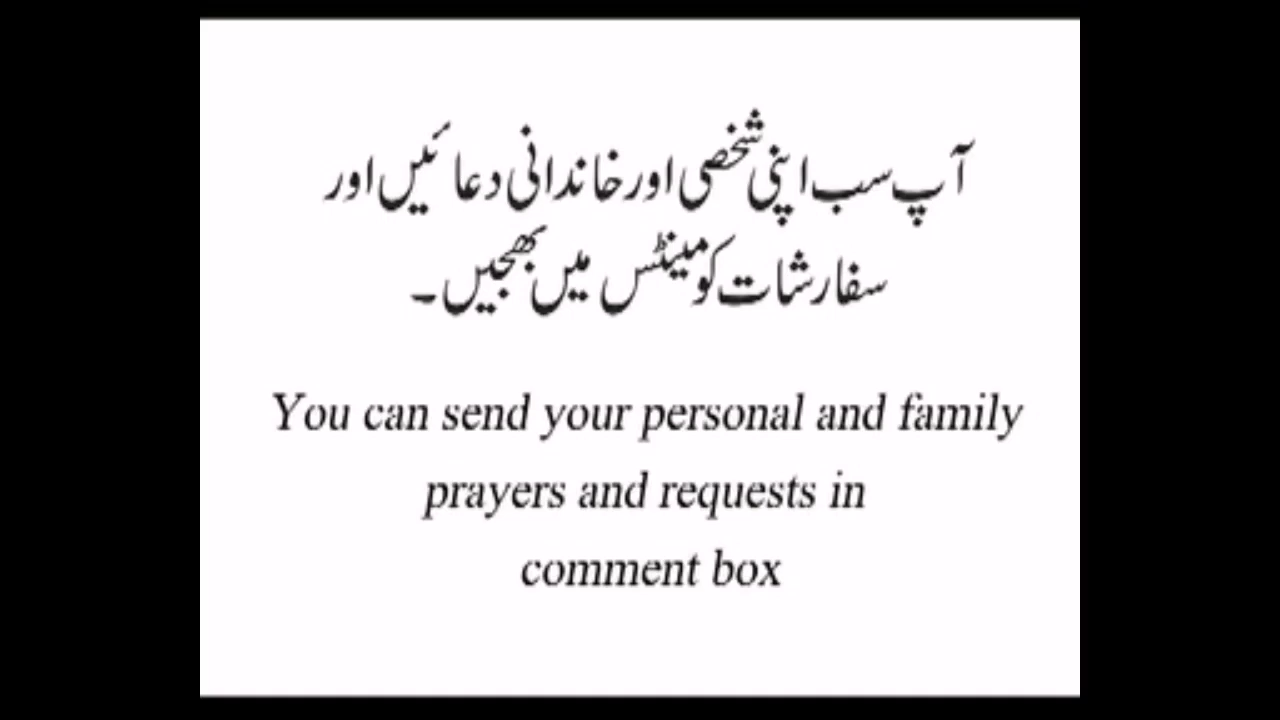 آپ سب اپنی شخصی اور خاندانی دعائیں اور
سفارشات کومینٹس میں بھجیں۔
You can send your personal and family
prayers and requests in
comment box